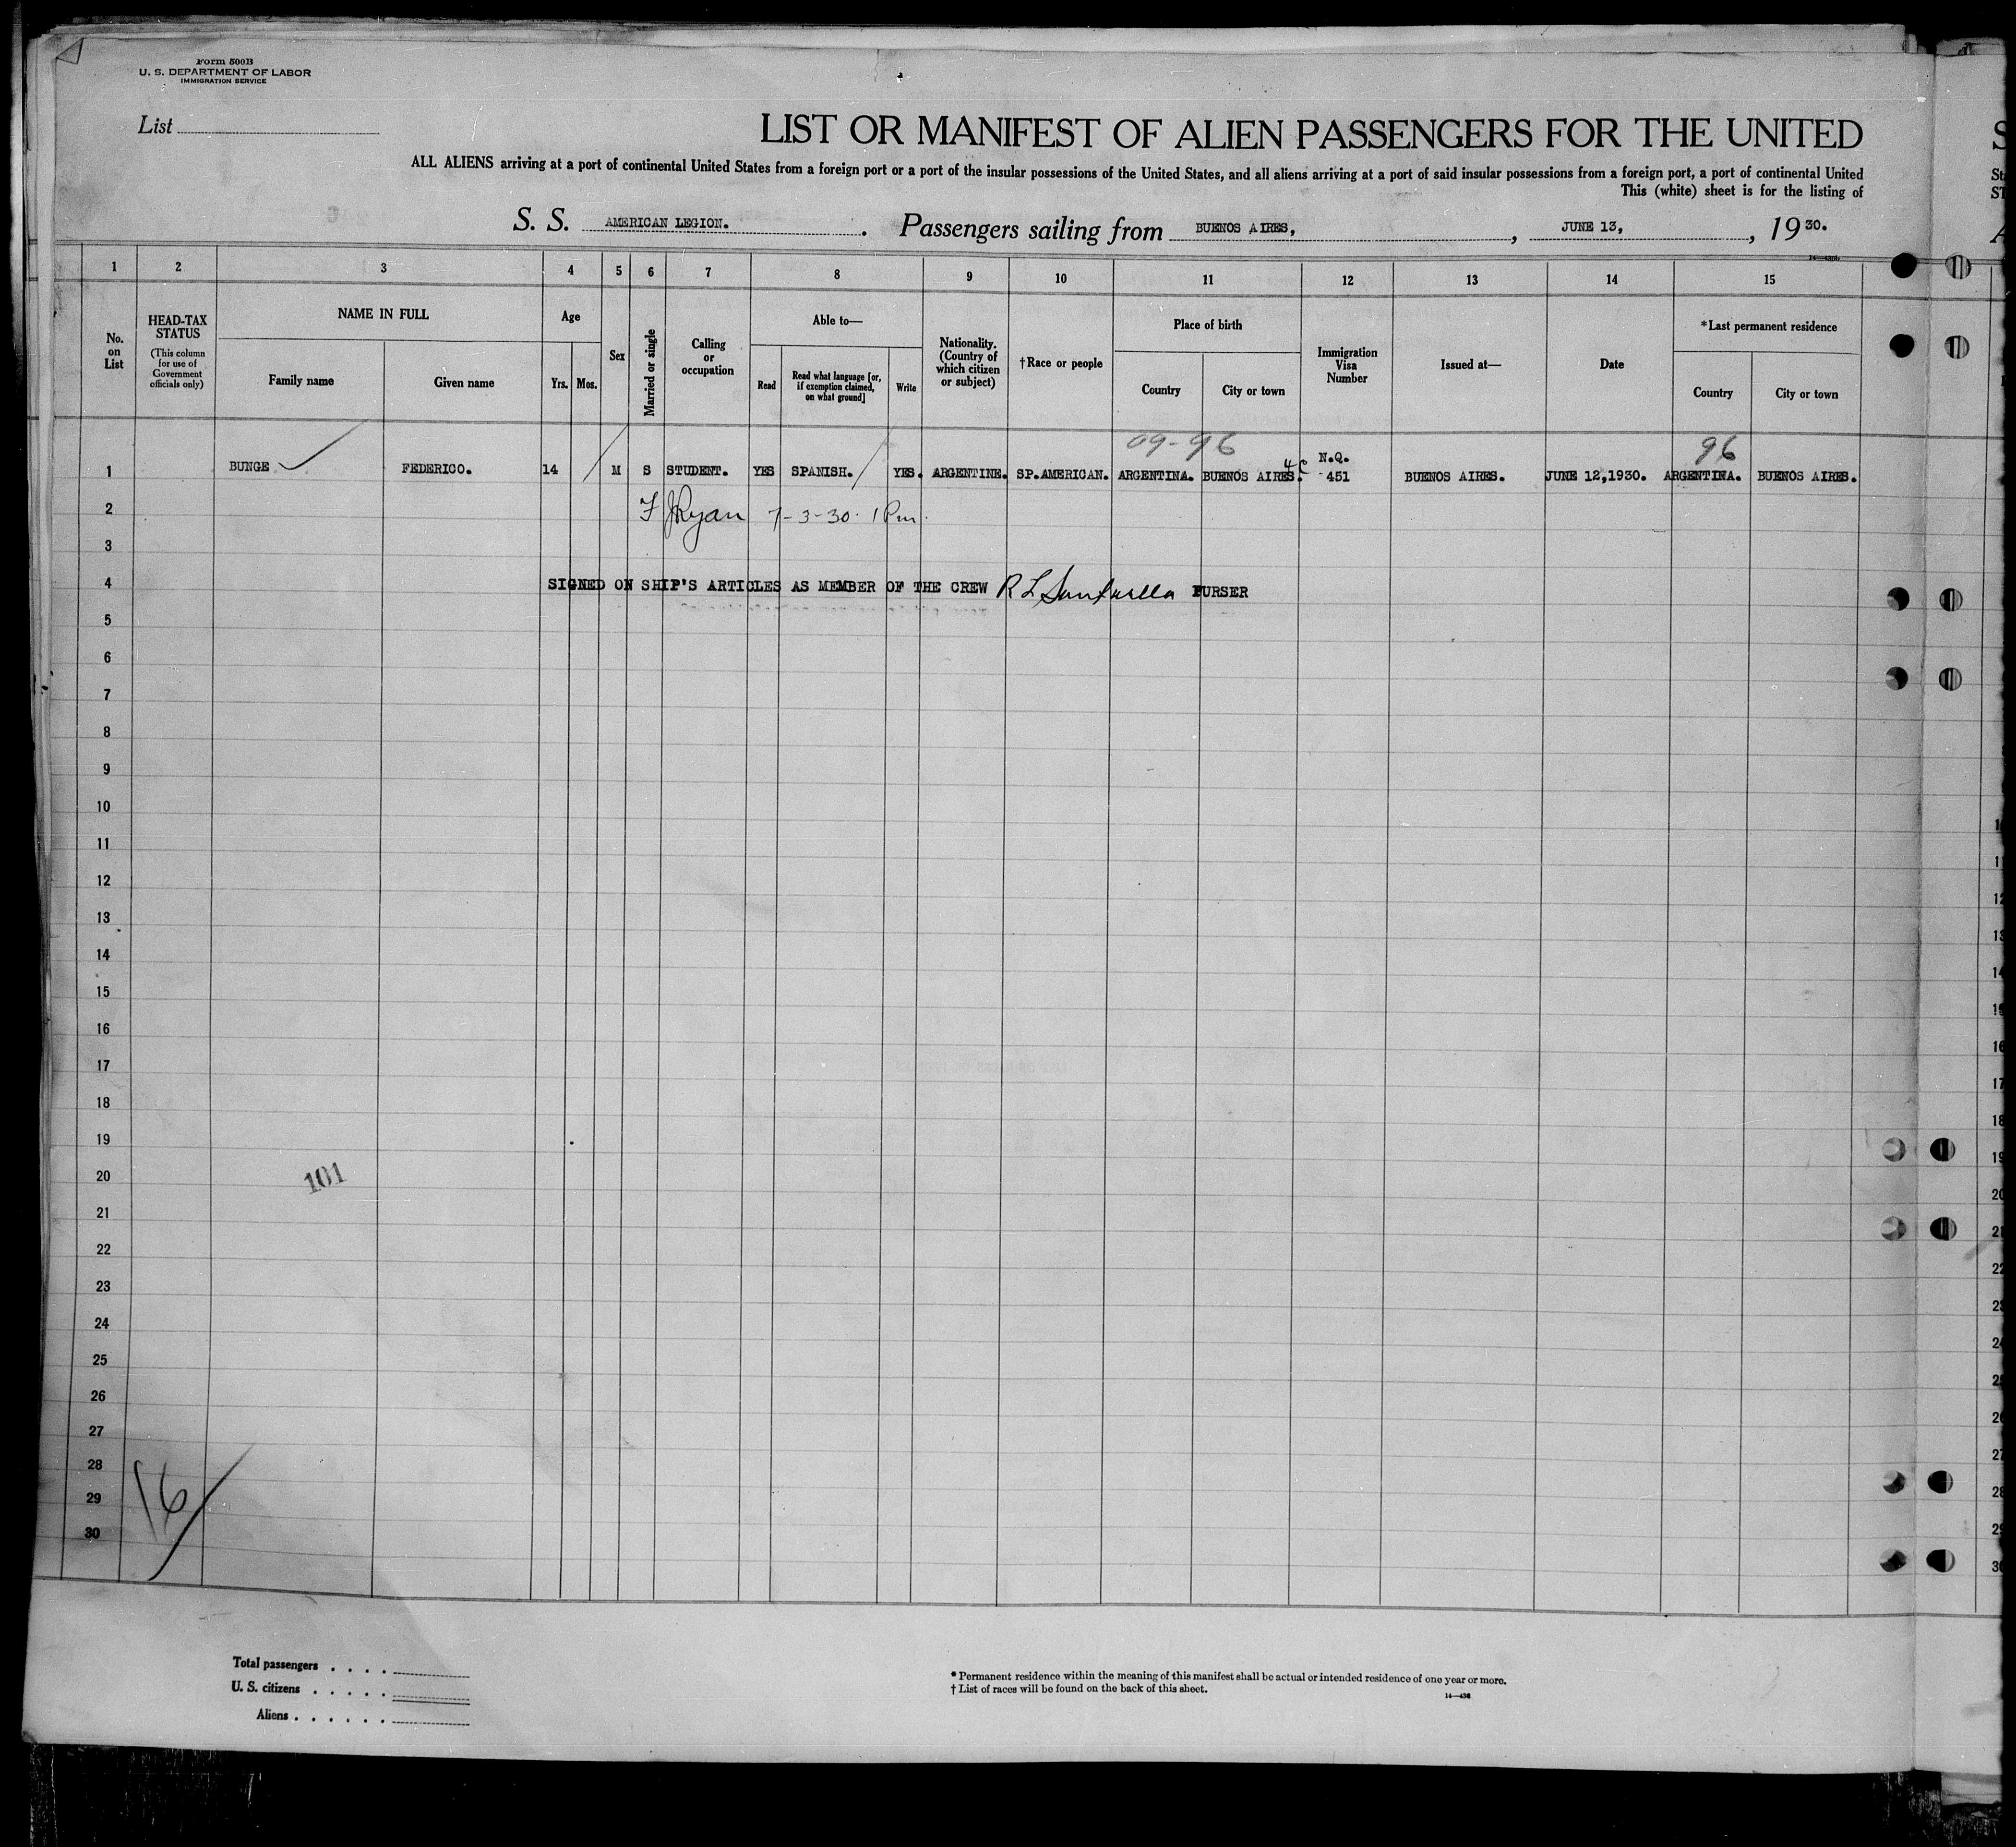 Form 500B
U. S. DEPARTMENT OF LABOR
IMMIGRATION SERVICE
List
LIST OR MANIFEST OF ALIEN PASSENGERS FOR THE UNITED
ALL ALIENS arriving at a port of continental United States from a foreign port or a port of the insular possessions of the United States, and all aliens arriving at a port of said insular possessions from a foreign port, a port of continental United
This (white) sheet is for the listing of
S. S. AMERICAN LEGION. . Passengers sailing from BUENOS AIRES, , JUNE 13, , 19 30.
1 2 3 4 5 6 7 8 9 10 11 12 13 14 15
No. on List
HEAD-TAX STATUS
(This column for use of Government officials only)
NAME IN FULL
Family name
Given name
Age
Yrs.
Mos.
Sex
Married or single
Calling or occupation
Able to—
Read
Read what language [or, if exemption claimed, on what ground]
Write
Nationality. (Country of which citizen or subject)
†Race or people
Place of birth
Country
City or town
Immigration Visa Number
Issued at—
Date
*Last permanent residence
Country
City or town
09-96 96
N.Q.
1 BUNGE FEDERICO. 14 M S STUDENT. YES SPANISH. YES. ARGENTINE. SP.AMERICAN. ARGENTINA. BUENOS AIRES. 4c 451 BUENOS AIRES. JUNE 12,1930. ARGENTINA. BUENOS AIRES.
2 F J Ryan 7-3-30. 1 Pm.
3
4 SIGNED ON SHIP'S ARTICLES AS MEMBER OF THE CREW R L PURSER
5
6
7
8
9
10
11
12
13
14
15
16
17
18
19
20 101
21
22
23
24
25
26
27
28
29 16
30
Total passengers . . . .
U. S. citizens . . . . .
Aliens . . . . . .
* Permanent residence within the meaning of this manifest shall be actual or intended residence of one year or more.
† List of races will be found on the back of this sheet.